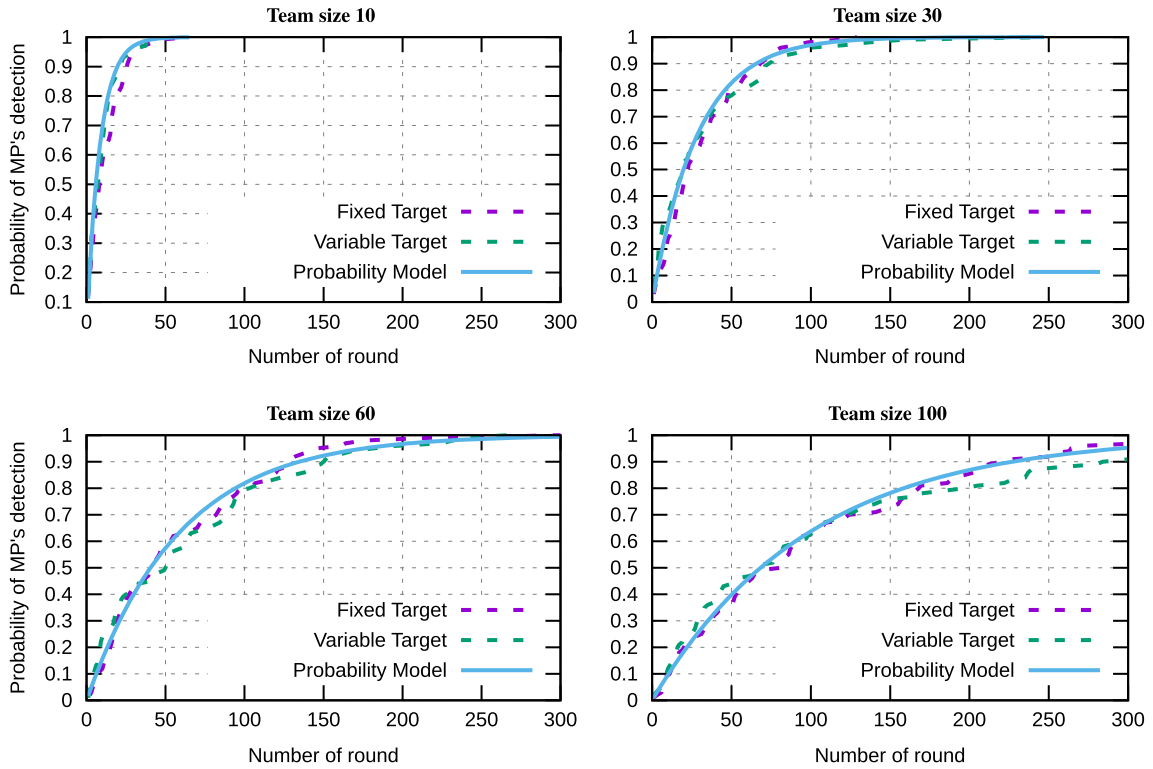 Team size 10
Probability of MP's detection
1
0.9
0.8
0.7
0.6
0.5
0.4
0.3
0.2
0.1
Fixed Target
Variable Target
Probability Model
0 50 100 150 200 250 300
Number of round
Team size 30
1
0.9
0.8
0.7
0.6
0.5
0.4
0.3
0.2
0.1
0
Fixed Target
Variable Target
Probability Model
0 50 100 150 200 250 300
Number of round
Team size 60
Probability of MP's detection
1
0.9
0.8
0.7
0.6
0.5
0.4
0.3
0.2
0.1
0
Fixed Target
Variable Target
Probability Model
0 50 100 150 200 250 300
Number of round
Team size 100
1
0.9
0.8
0.7
0.6
0.5
0.4
0.3
0.2
0.1
0
Fixed Target
Variable Target
Probability Model
0 50 100 150 200 250 300
Number of round